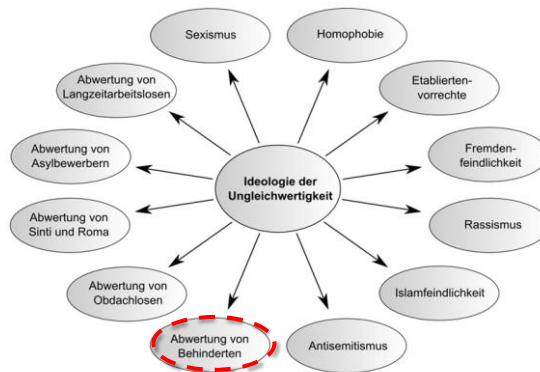 Sexismus
Homophobie
Abwertung von
Langzeitarbeitslosen
Etablierten-
vorrechte
Abwertung von
Asylbewerbern
Fremden-
feindlichkeit
Ideologie der
Ungleichwertigkeit
Abwertung von
Sinti und Roma
Rassismus
Abwertung von
Obdachlosen
Islamfeindlichkeit
Abwertung von
Behinderten
Antisemitismus